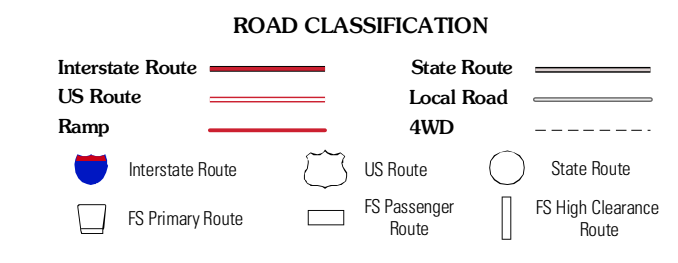 ROAD CLASSIFICATION
Interstate Route
State Route
US Route
Local Road
Ramp
4WD
Interstate Route
US Route
State Route
FS Primary Route
FS Passenger
Route
FS High Clearance
Route